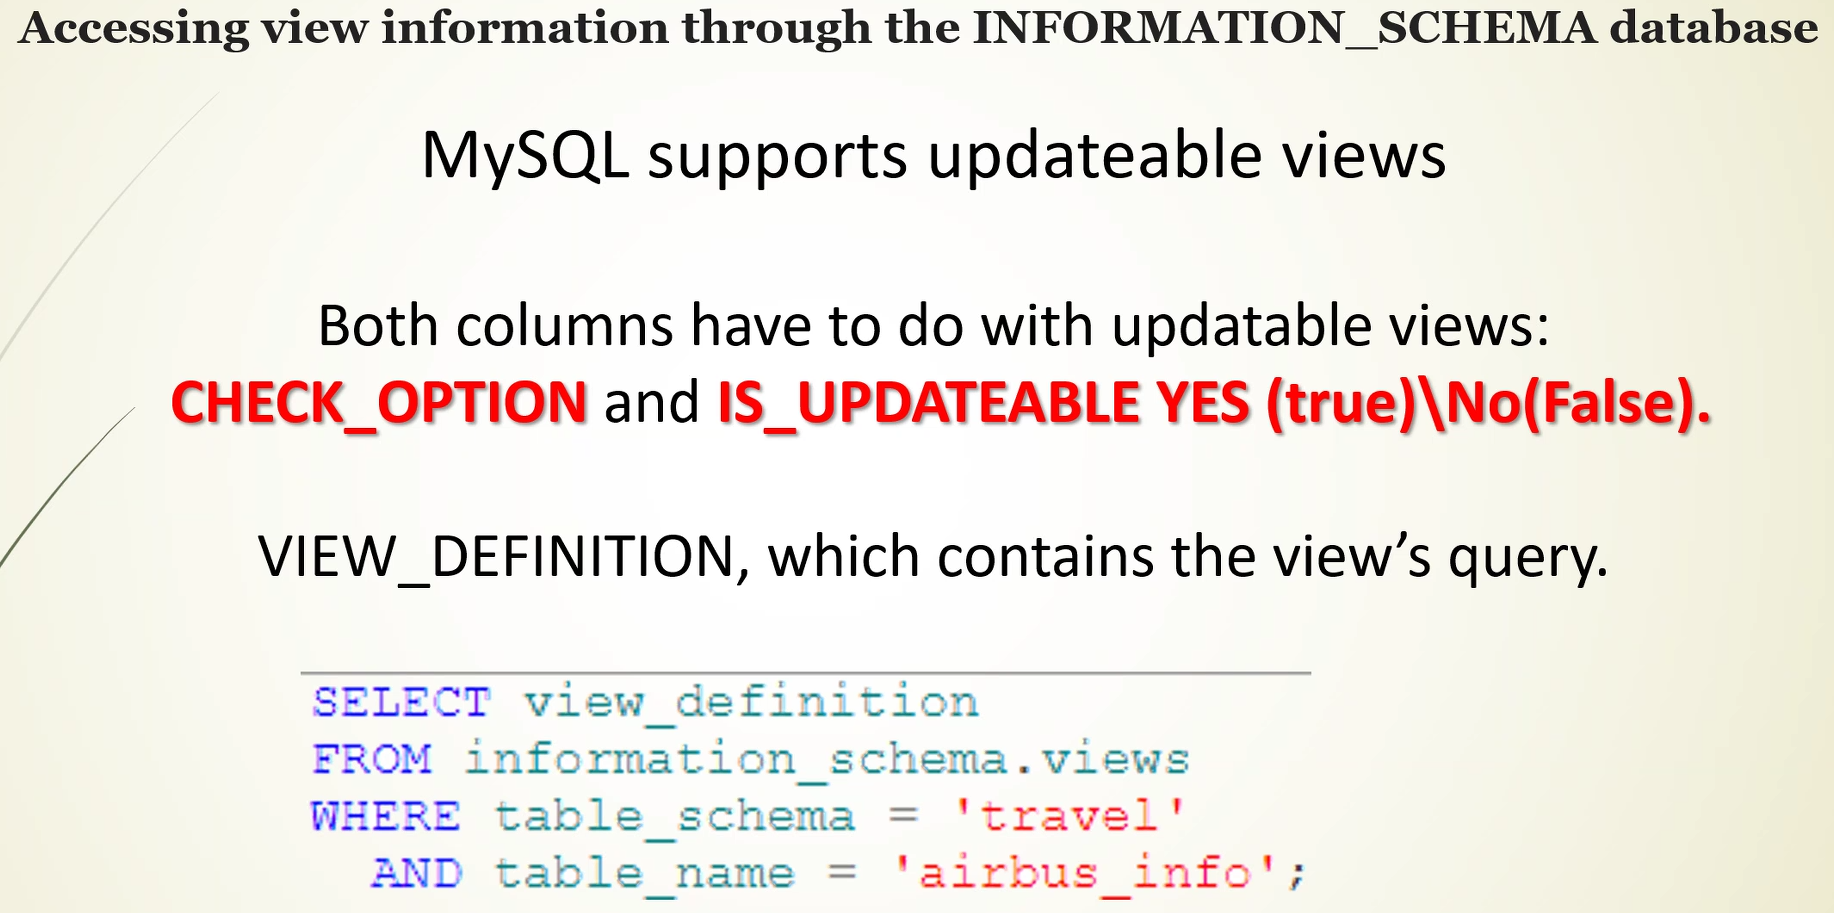 Accessing view information through the INFORMATION_SCHEMA database
MySQL supports updateable views
Both columns have to do with updatable views:
CHECK_OPTION and IS_UPDATEABLE YES (true)\No(False).
VIEW_DEFINITION, which contains the view’s query.
SELECT view_definition
FROM information_schema.views
WHERE table_schema = 'travel'
AND table_name = 'airbus_info';